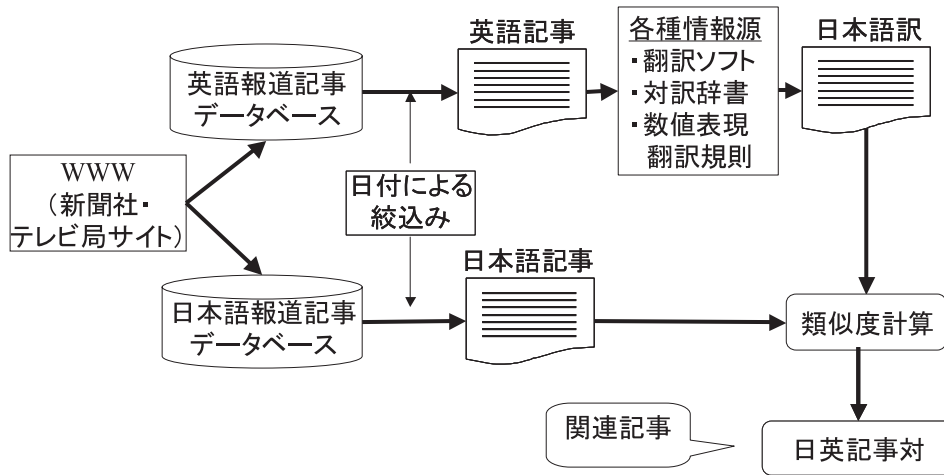 WWW
（新聞社・
テレビ局サイト）
英語報道記事
データベース
日本語報道記事
データベース
日付による
絞込み
英語記事
日本語記事
各種情報源
・翻訳ソフト
・対訳辞書
・数値表現
翻訳規則
日本語訳
類似度計算
関連記事
日英記事対